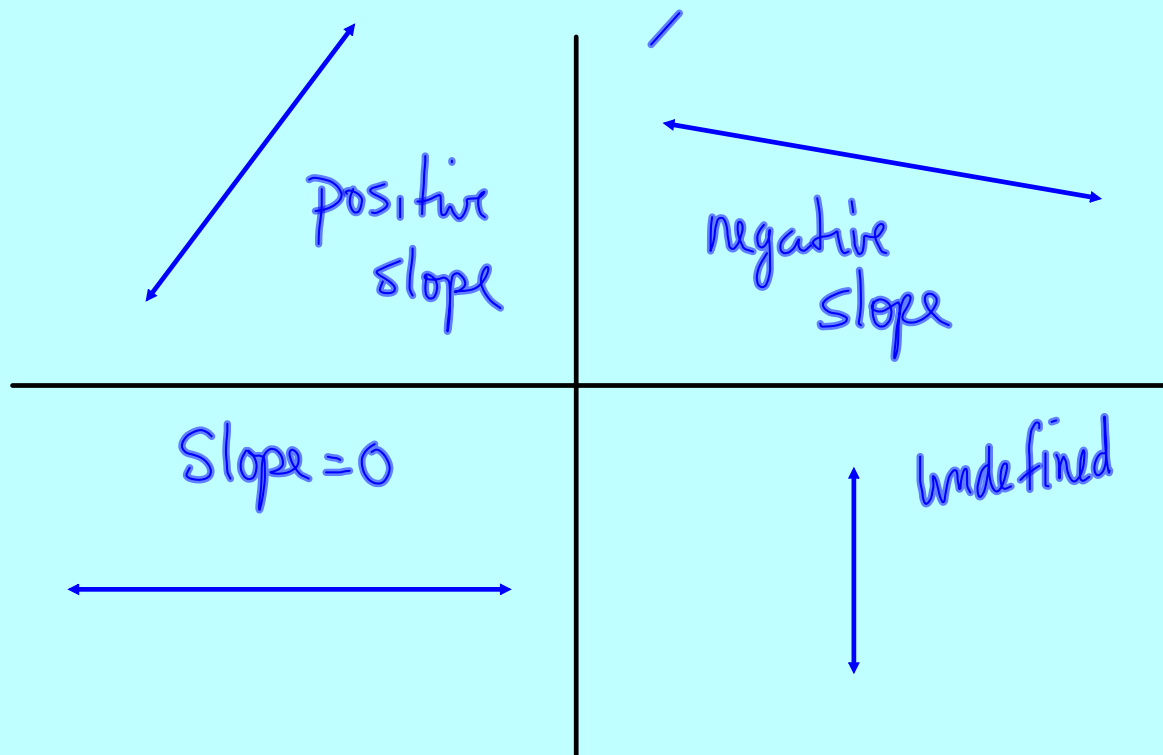 positive
slope
negative
slope
Slope = 0
undefined